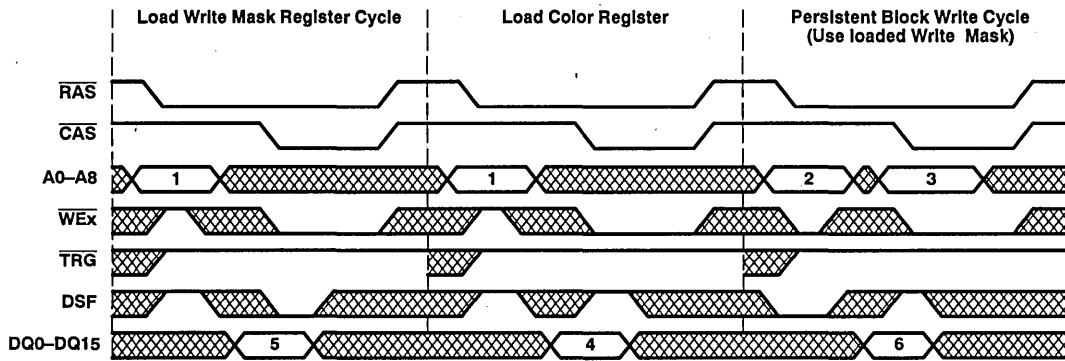 Load Write Mask Register Cycle
Load Color Register
Persistent Block Write Cycle
(Use loaded Write Mask)
RAS
CAS
A0–A8 1 1 2 3
WEx
TRG
DSF
DQ0–DQ15 5 4 6